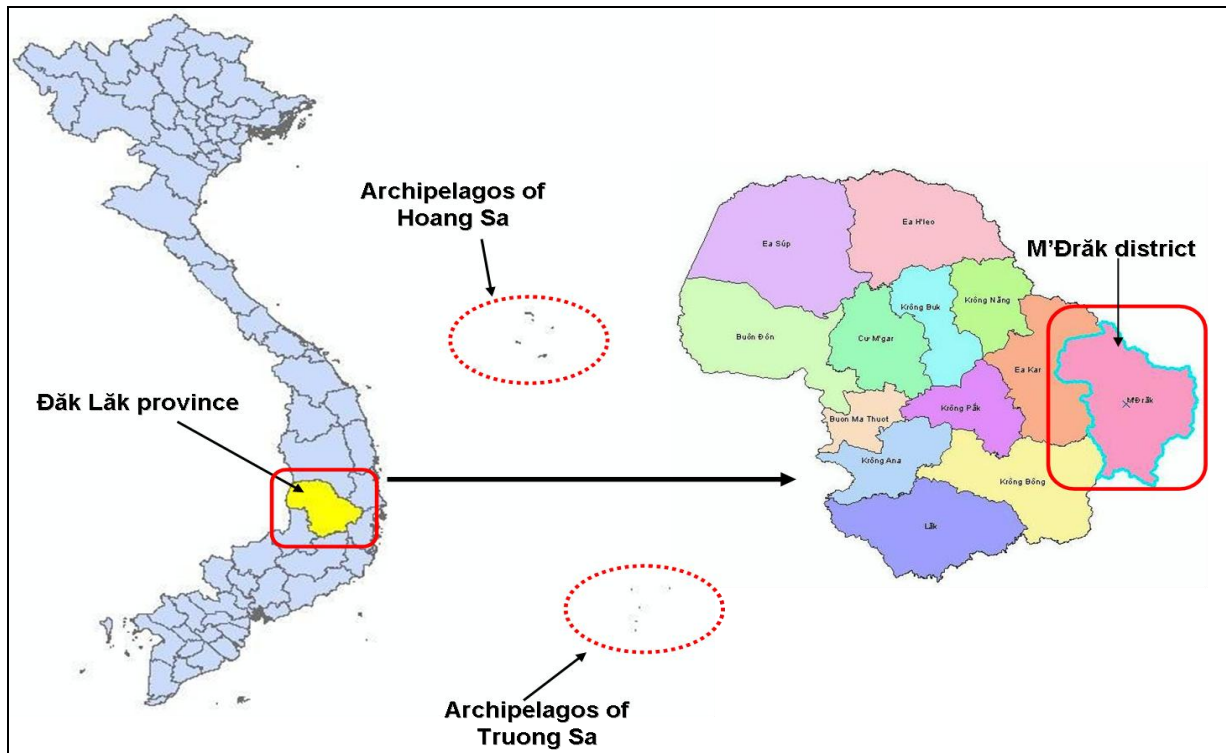 Archipelagos of
Hoang Sa
Đăk Lăk province
Archipelagos of
Truong Sa
M'Đrăk district
Ea H'leo
Ea Súp
Krông Năng
Krông Buk
Buôn Đôn
Cư M'gar
Ea Kar
M'Đrăk
Krông Păk
Buon Ma Thuot
Krông Ana
Krông Bông
Lăk